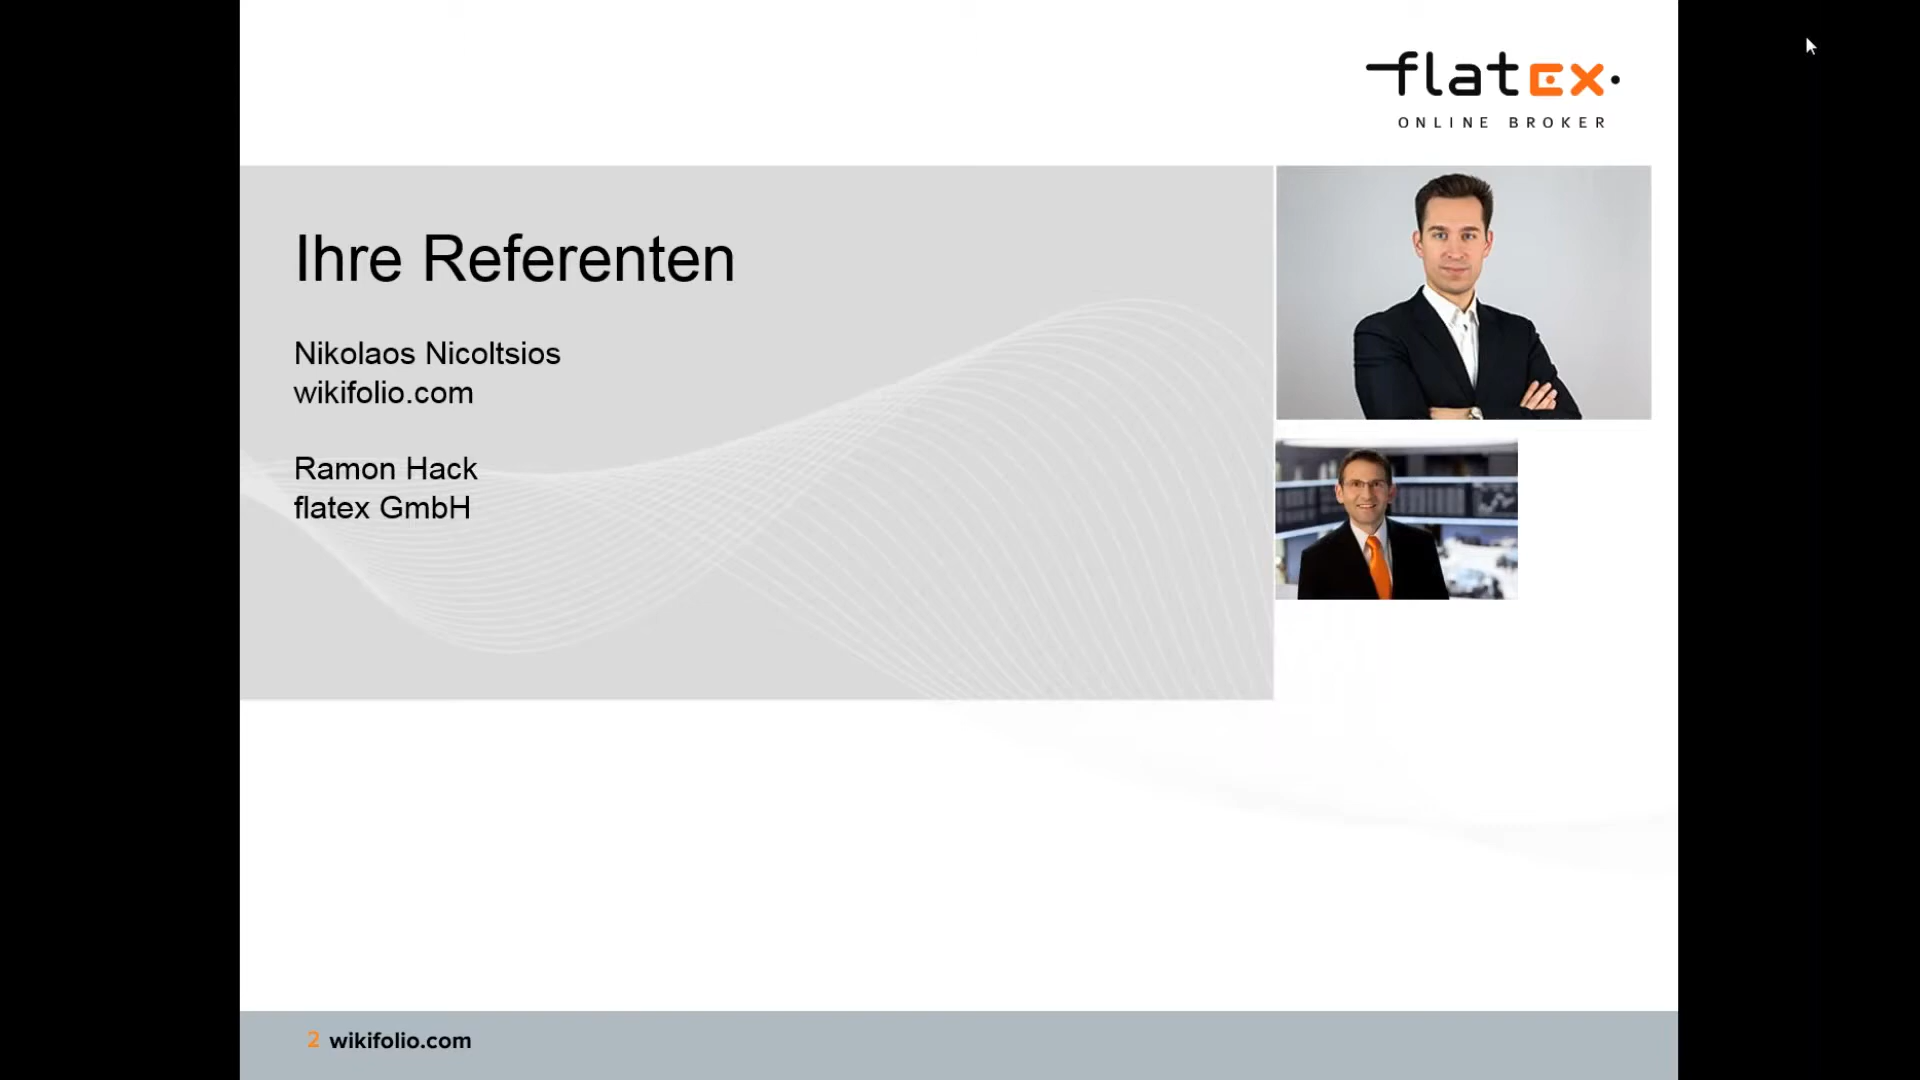 flatex
ONLINE BROKER
Ihre Referenten
Nikolaos Nicoltsios
wikifolio.com
Ramon Hack
flatex GmbH
2 wikifolio.com